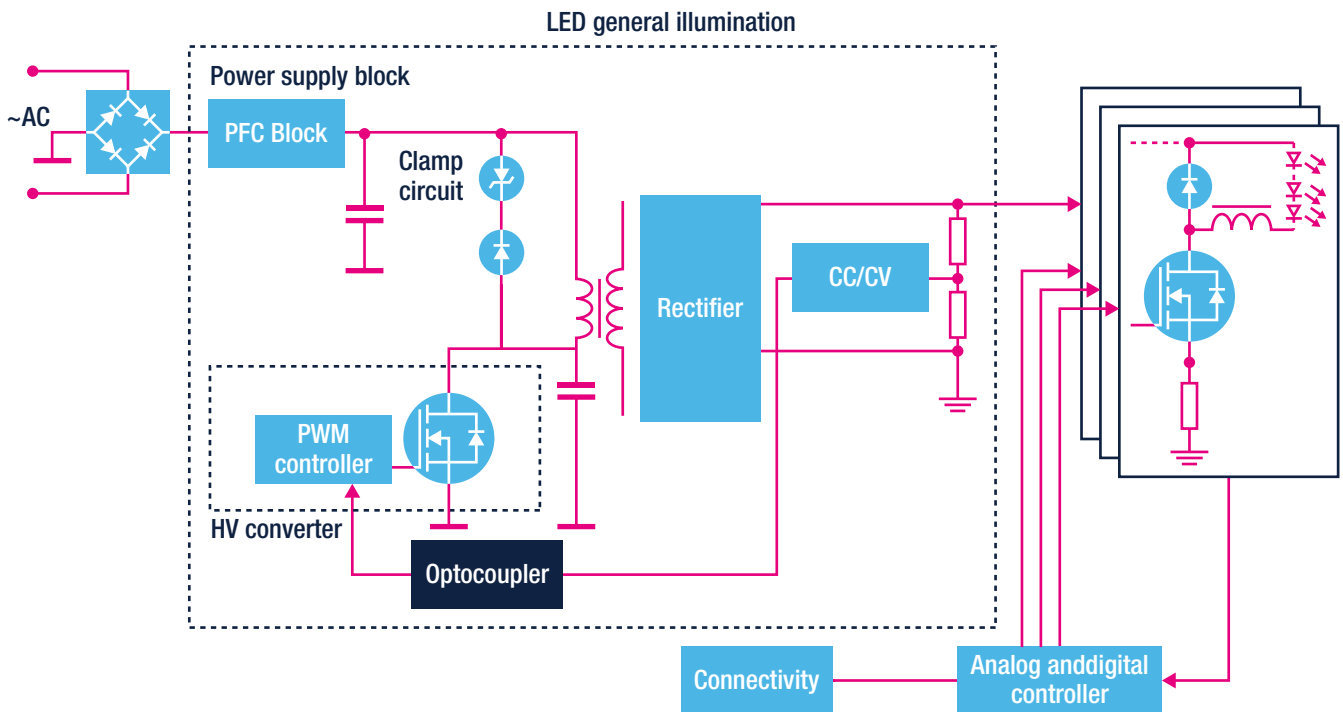 LED general illumination
Power supply block
~AC
PFC Block
Clamp
circuit
Rectifier
CC/CV
PWM
controller
HV converter
Optocoupler
Connectivity
Analog anddigital
controller